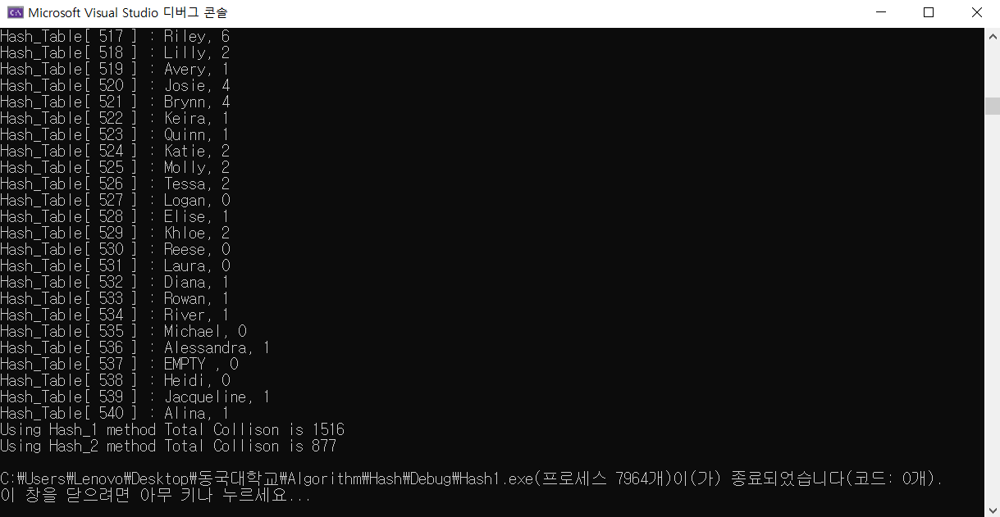 Microsoft Visual Studio 디버그 콘솔
Hash_Table[ 517 ] : Riley, 6
Hash_Table[ 518 ] : Lilly, 2
Hash_Table[ 519 ] : Avery, 1
Hash_Table[ 520 ] : Josie, 4
Hash_Table[ 521 ] : Brynn, 4
Hash_Table[ 522 ] : Keira, 1
Hash_Table[ 523 ] : Quinn, 1
Hash_Table[ 524 ] : Katie, 2
Hash_Table[ 525 ] : Molly, 2
Hash_Table[ 526 ] : Tessa, 2
Hash_Table[ 527 ] : Logan, 0
Hash_Table[ 528 ] : Elise, 1
Hash_Table[ 529 ] : Khloe, 2
Hash_Table[ 530 ] : Reese, 0
Hash_Table[ 531 ] : Laura, 0
Hash_Table[ 532 ] : Diana, 1
Hash_Table[ 533 ] : Rowan, 1
Hash_Table[ 534 ] : River, 1
Hash_Table[ 535 ] : Michael, 0
Hash_Table[ 536 ] : Alessandra, 1
Hash_Table[ 537 ] : EMPTY , 0
Hash_Table[ 538 ] : Heidi, 0
Hash_Table[ 539 ] : Jacqueline, 1
Hash_Table[ 540 ] : Alina, 1
Using Hash_1 method Total Collison is 1516
Using Hash_2 method Total Collison is 877
C:₩Users₩Lenovo₩Desktop₩동국대학교₩Algorithm₩Hash₩Debug₩Hash1.exe(프로세스 7964개)이(가) 종료되었습니다(코드: 0개).
이 창을 닫으려면 아무 키나 누르세요...